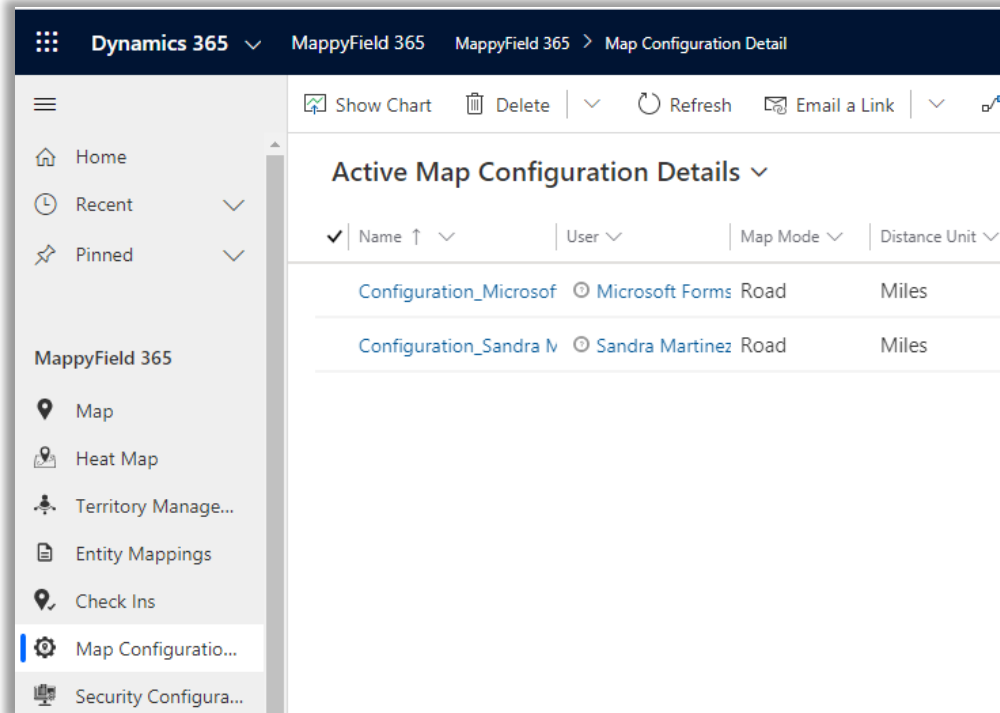 Dynamics 365 MappyField 365 MappyField 365 > Map Configuration Detail
Show Chart Delete Refresh Email a Link
Home
Recent
Pinned
MappyField 365
Map
Heat Map
Territory Manage...
Entity Mappings
Check Ins
Map Configuratio...
Security Configura...
Active Map Configuration Details
Name ↑ User Map Mode Distance Unit
Configuration_Microsof Microsoft Forms Road Miles
Configuration_Sandra M Sandra Martinez Road Miles